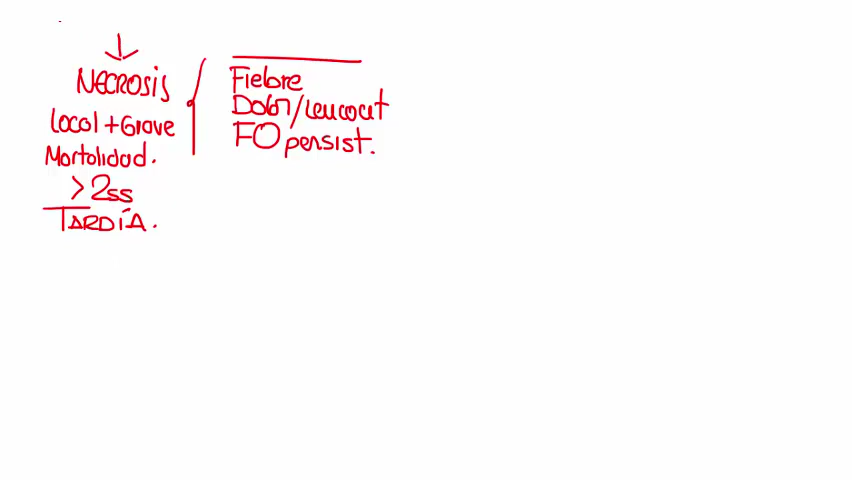 NECROSIS
Local + Grave
Mortalidad.
> 2ss
TARDÍA.
Fiebre
Dolor/Leucocit
FO persist.